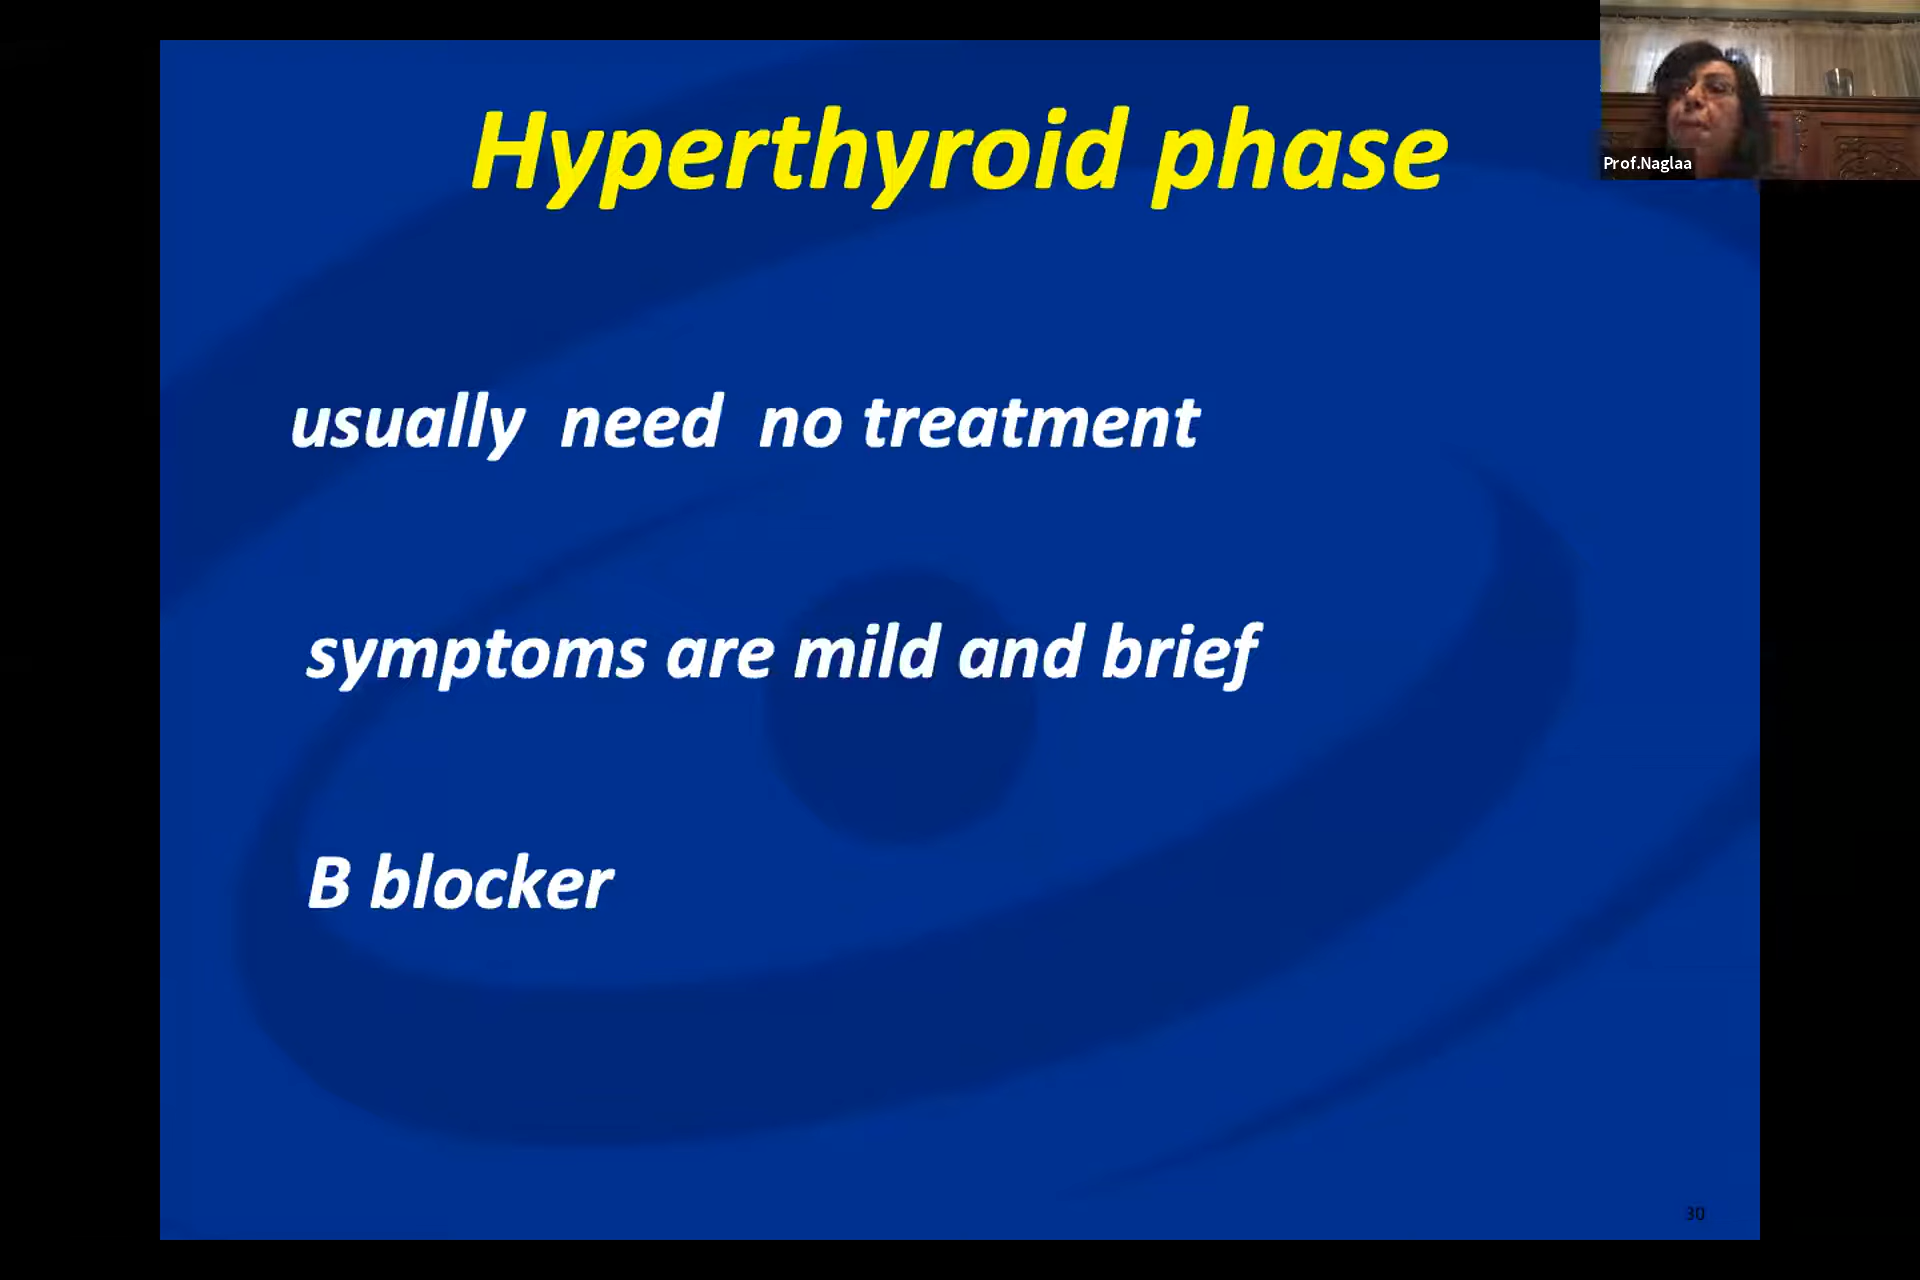 Hyperthyroid phase
Prof.Naglaa
usually need no treatment
symptoms are mild and brief
B blocker
30